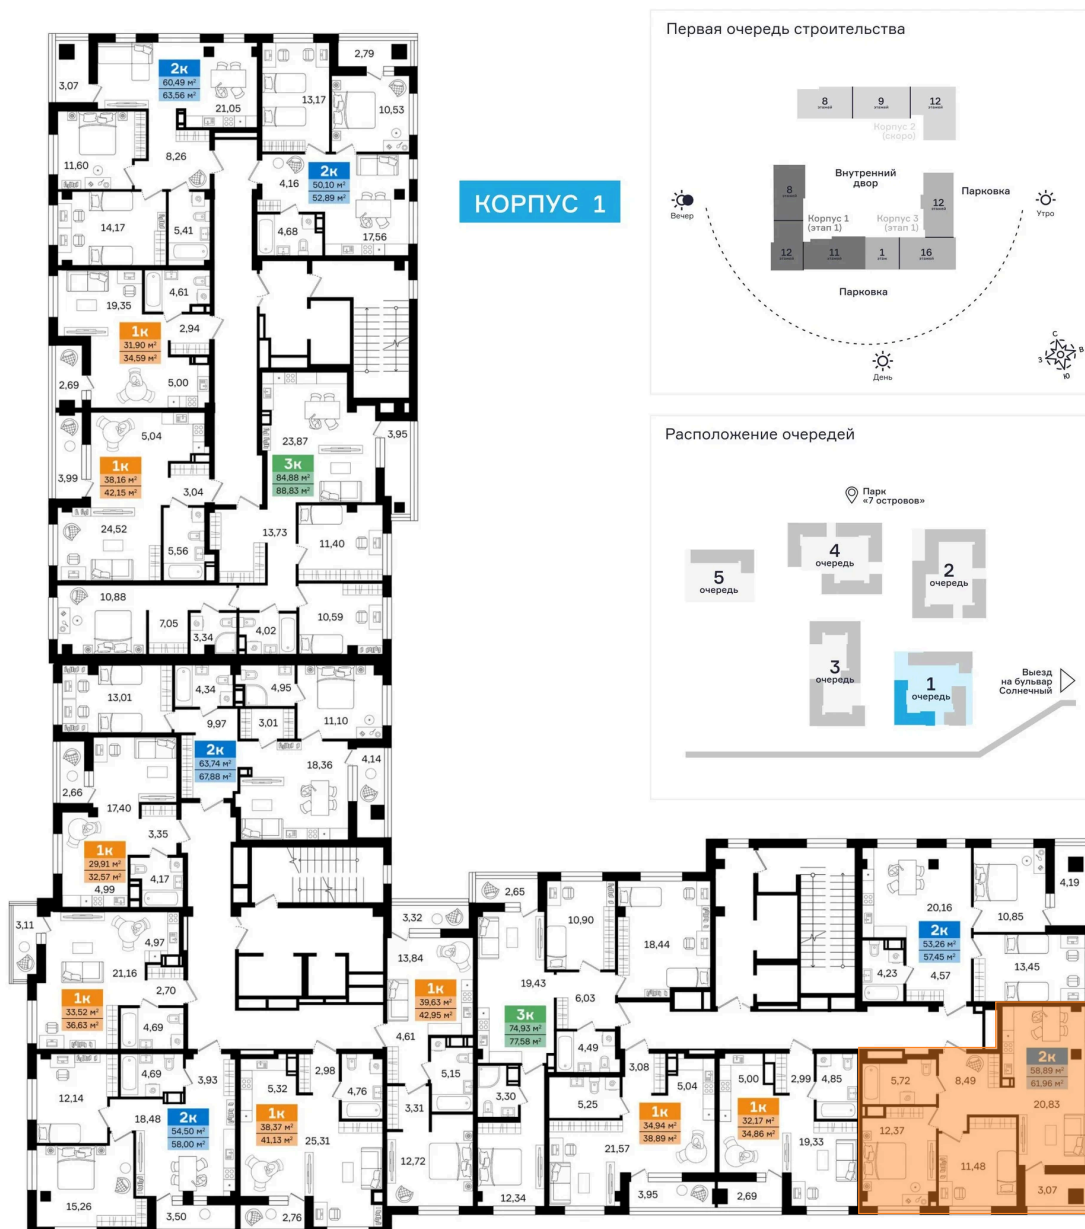 Первая очередь строительства
8
этажей
9
этажей
12
этажей
Корпус 2
(скоро)
Внутренний
двор
8
этажей
12
этажей
Парковка
Вечер
Утро
Корпус 1
(этап 1)
Корпус 3
(этап 1)
12
этажей
11
этажей
1
этаж
16
этажей
Парковка
День
С
В
З
Ю
КОРПУС 1
Расположение очередей
Парк
«7 островов»
5
очередь
4
очередь
2
очередь
3
очередь
1
очередь
Выезд
на бульвар
Солнечный
3,07
2к
60,49 м²
63,56 м²
21,05
13,17
2,79
10,53
11,60
8,26
4,16
2к
50,10 м²
52,89 м²
14,17
5,41
4,68
17,56
19,35
4,61
1к
31,90 м²
34,59 м²
2,94
2,69
5,00
5,04
23,87
3,95
3к
84,88 м²
88,83 м²
1к
38,16 м²
42,15 м²
3,99
3,04
24,52
5,56
13,73
11,40
10,88
7,05
3,34
4,02
10,59
13,01
4,34
4,95
9,97
3,01
11,10
2к
63,74 м²
67,88 м²
18,36
4,14
2,66
17,40
3,35
1к
29,91 м²
32,57 м²
4,99
4,17
3,11
4,97
21,16
2,70
1к
33,52 м²
36,63 м²
4,69
3,32
13,84
1к
39,63 м²
42,95 м²
4,61
2,65
10,90
18,44
19,43
6,03
3к
74,93 м²
77,58 м²
4,49
20,16
4,19
10,85
2к
53,26 м²
57,45 м²
4,23
4,57
13,45
12,14
4,69
3,93
18,48
2к
54,50 м²
58,00 м²
15,26
3,50
5,32
2,98
4,76
1к
38,37 м²
41,13 м²
25,31
2,76
5,15
3,31
12,72
3,30
12,34
5,25
3,08
5,04
1к
34,94 м²
38,89 м²
21,57
3,95
5,00
2,99
4,85
1к
32,17 м²
34,86 м²
19,33
2,69
5,72
8,49
2к
58,89 м²
61,96 м²
20,83
12,37
11,48
3,07